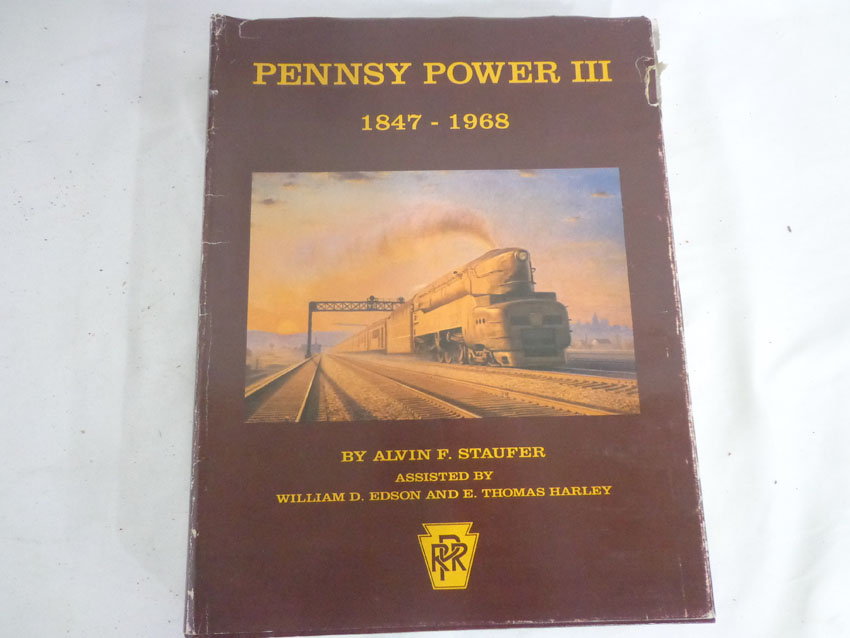 PENNSY POWER III
1847 - 1968
BY ALVIN F. STAUFER
ASSISTED BY
WILLIAM D. EDSON AND E. THOMAS HARLEY
PRR